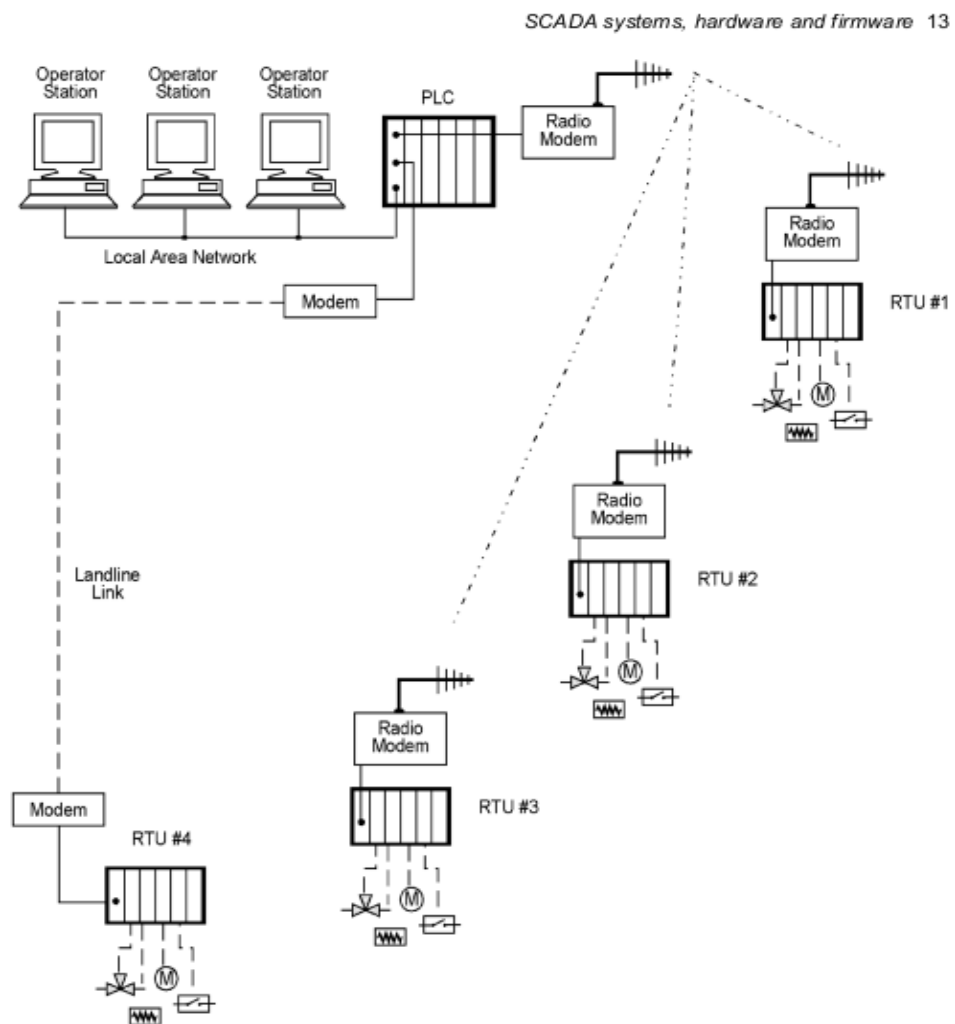 SCADA systems, hardware and firmware 13
Operator
Station
Operator
Station
Operator
Station
PLC
Radio
Modem
Local Area Network
Modem
Radio
Modem
RTU #1
M
Radio
Modem
RTU #2
M
Landline
Link
Radio
Modem
RTU #3
M
Modem
RTU #4
M